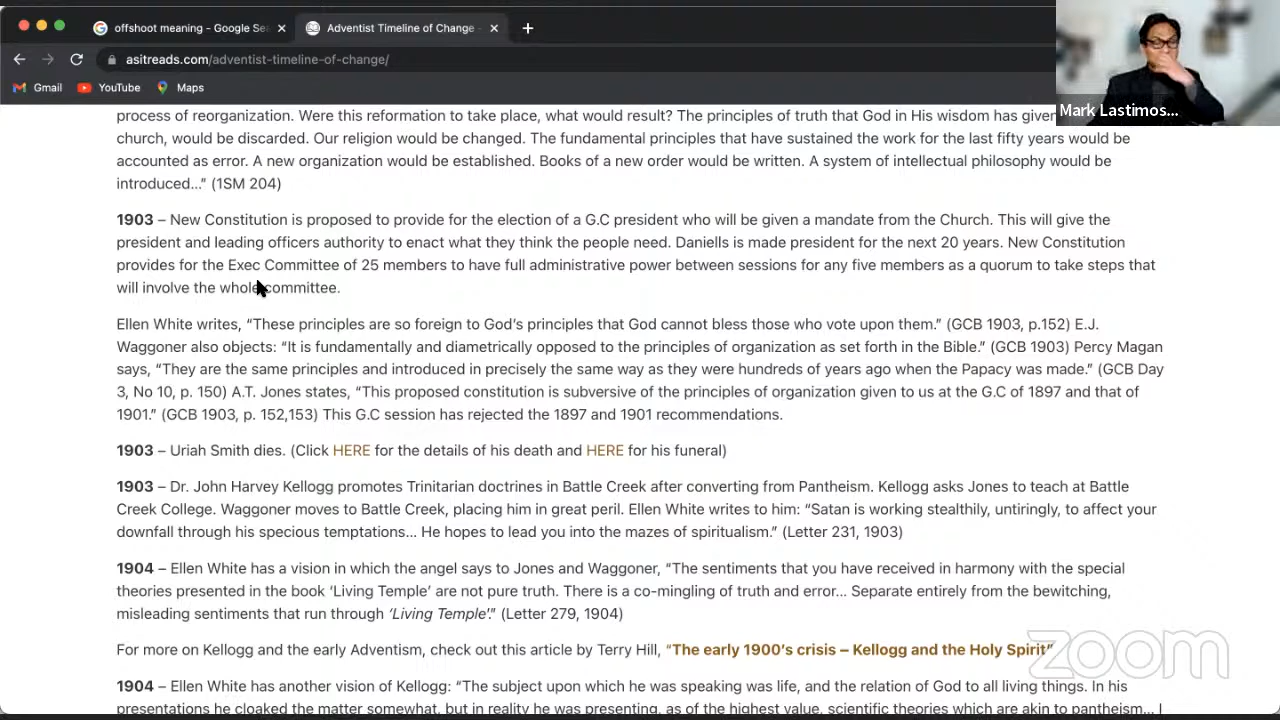 offshoot meaning - Google Se
Adventist Timeline of Change -
asitreads.com/adventist-timeline-of-change/
Gmail YouTube Maps
Mark Lastimos...
process of reorganization. Were this reformation to take place, what would result? The principles of truth that God in His wisdom has given
church, would be discarded. Our religion would be changed. The fundamental principles that have sustained the work for the last fifty years would be
accounted as error. A new organization would be established. Books of a new order would be written. A system of intellectual philosophy would be
introduced...” (1SM 204)
1903 – New Constitution is proposed to provide for the election of a G.C president who will be given a mandate from the Church. This will give the
president and leading officers authority to enact what they think the people need. Daniells is made president for the next 20 years. New Constitution
provides for the Exec Committee of 25 members to have full administrative power between sessions for any five members as a quorum to take steps that
will involve the whole committee.
Ellen White writes, “These principles are so foreign to God’s principles that God cannot bless those who vote upon them.” (GCB 1903, p.152) E.J.
Waggoner also objects: “It is fundamentally and diametrically opposed to the principles of organization as set forth in the Bible.” (GCB 1903) Percy Magan
says, “They are the same principles and introduced in precisely the same way as they were hundreds of years ago when the Papacy was made.” (GCB Day
3, No 10, p. 150) A.T. Jones states, “This proposed constitution is subversive of the principles of organization given to us at the G.C of 1897 and that of
1901.” (GCB 1903, p. 152,153) This G.C session has rejected the 1897 and 1901 recommendations.
1903 – Uriah Smith dies. (Click HERE for the details of his death and HERE for his funeral)
1903 – Dr. John Harvey Kellogg promotes Trinitarian doctrines in Battle Creek after converting from Pantheism. Kellogg asks Jones to teach at Battle
Creek College. Waggoner moves to Battle Creek, placing him in great peril. Ellen White writes to him: “Satan is working stealthily, untiringly, to affect your
downfall through his specious temptations... He hopes to lead you into the mazes of spiritualism.” (Letter 231, 1903)
1904 – Ellen White has a vision in which the angel says to Jones and Waggoner, “The sentiments that you have received in harmony with the special
theories presented in the book ‘Living Temple’ are not pure truth. There is a co-mingling of truth and error... Separate entirely from the bewitching,
misleading sentiments that run through ‘Living Temple’.” (Letter 279, 1904)
For more on Kellogg and the early Adventism, check out this article by Terry Hill, “The early 1900’s crisis – Kellogg and the Holy Spirit”
zoom
1904 – Ellen White has another vision of Kellogg: “The subject upon which he was speaking was life, and the relation of God to all living things. In his
presentations he cloaked the matter somewhat, but in reality he was presenting, as of the highest value, scientific theories which are akin to pantheism... I